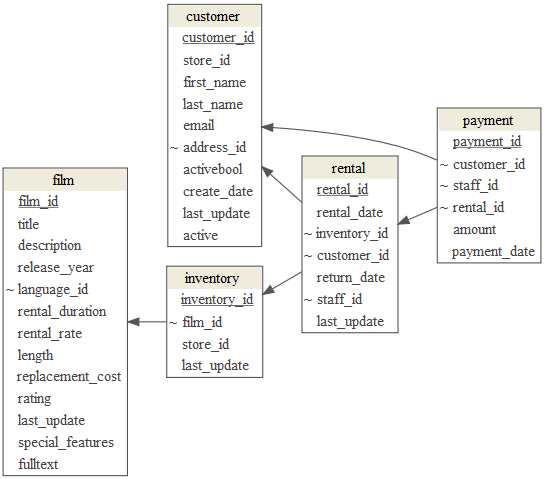 customer
customer_id
store_id
first_name
last_name
email
~ address_id
activebool
create_date
last_update
active
payment
payment_id
~ customer_id
~ staff_id
~ rental_id
amount
payment_date
rental
rental_id
rental_date
~ inventory_id
~ customer_id
return_date
~ staff_id
last_update
film
film_id
title
description
release_year
~ language_id
rental_duration
rental_rate
length
replacement_cost
rating
last_update
special_features
fulltext
inventory
inventory_id
~ film_id
store_id
last_update